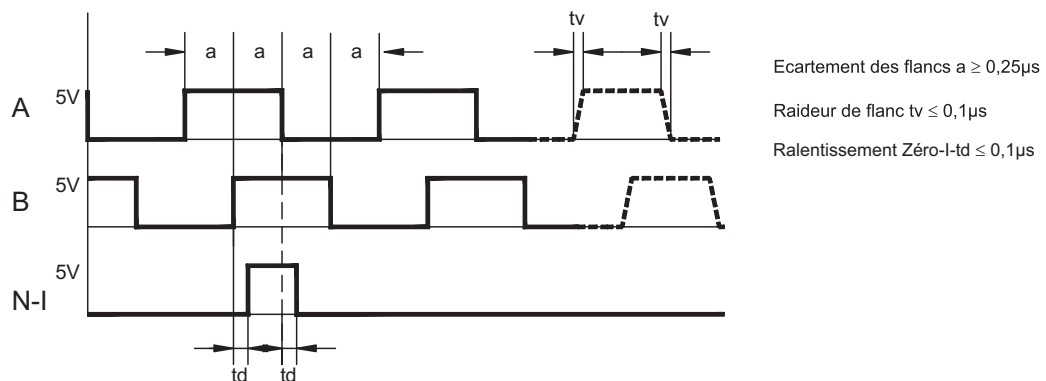 tv tv
a a a a
Ecartement des flancs a ≥ 0,25µs
5V
A
Raideur de flanc tv ≤ 0,1µs
Ralentissement Zéro-I-td ≤ 0,1µs
5V
B
5V
N-I
td td